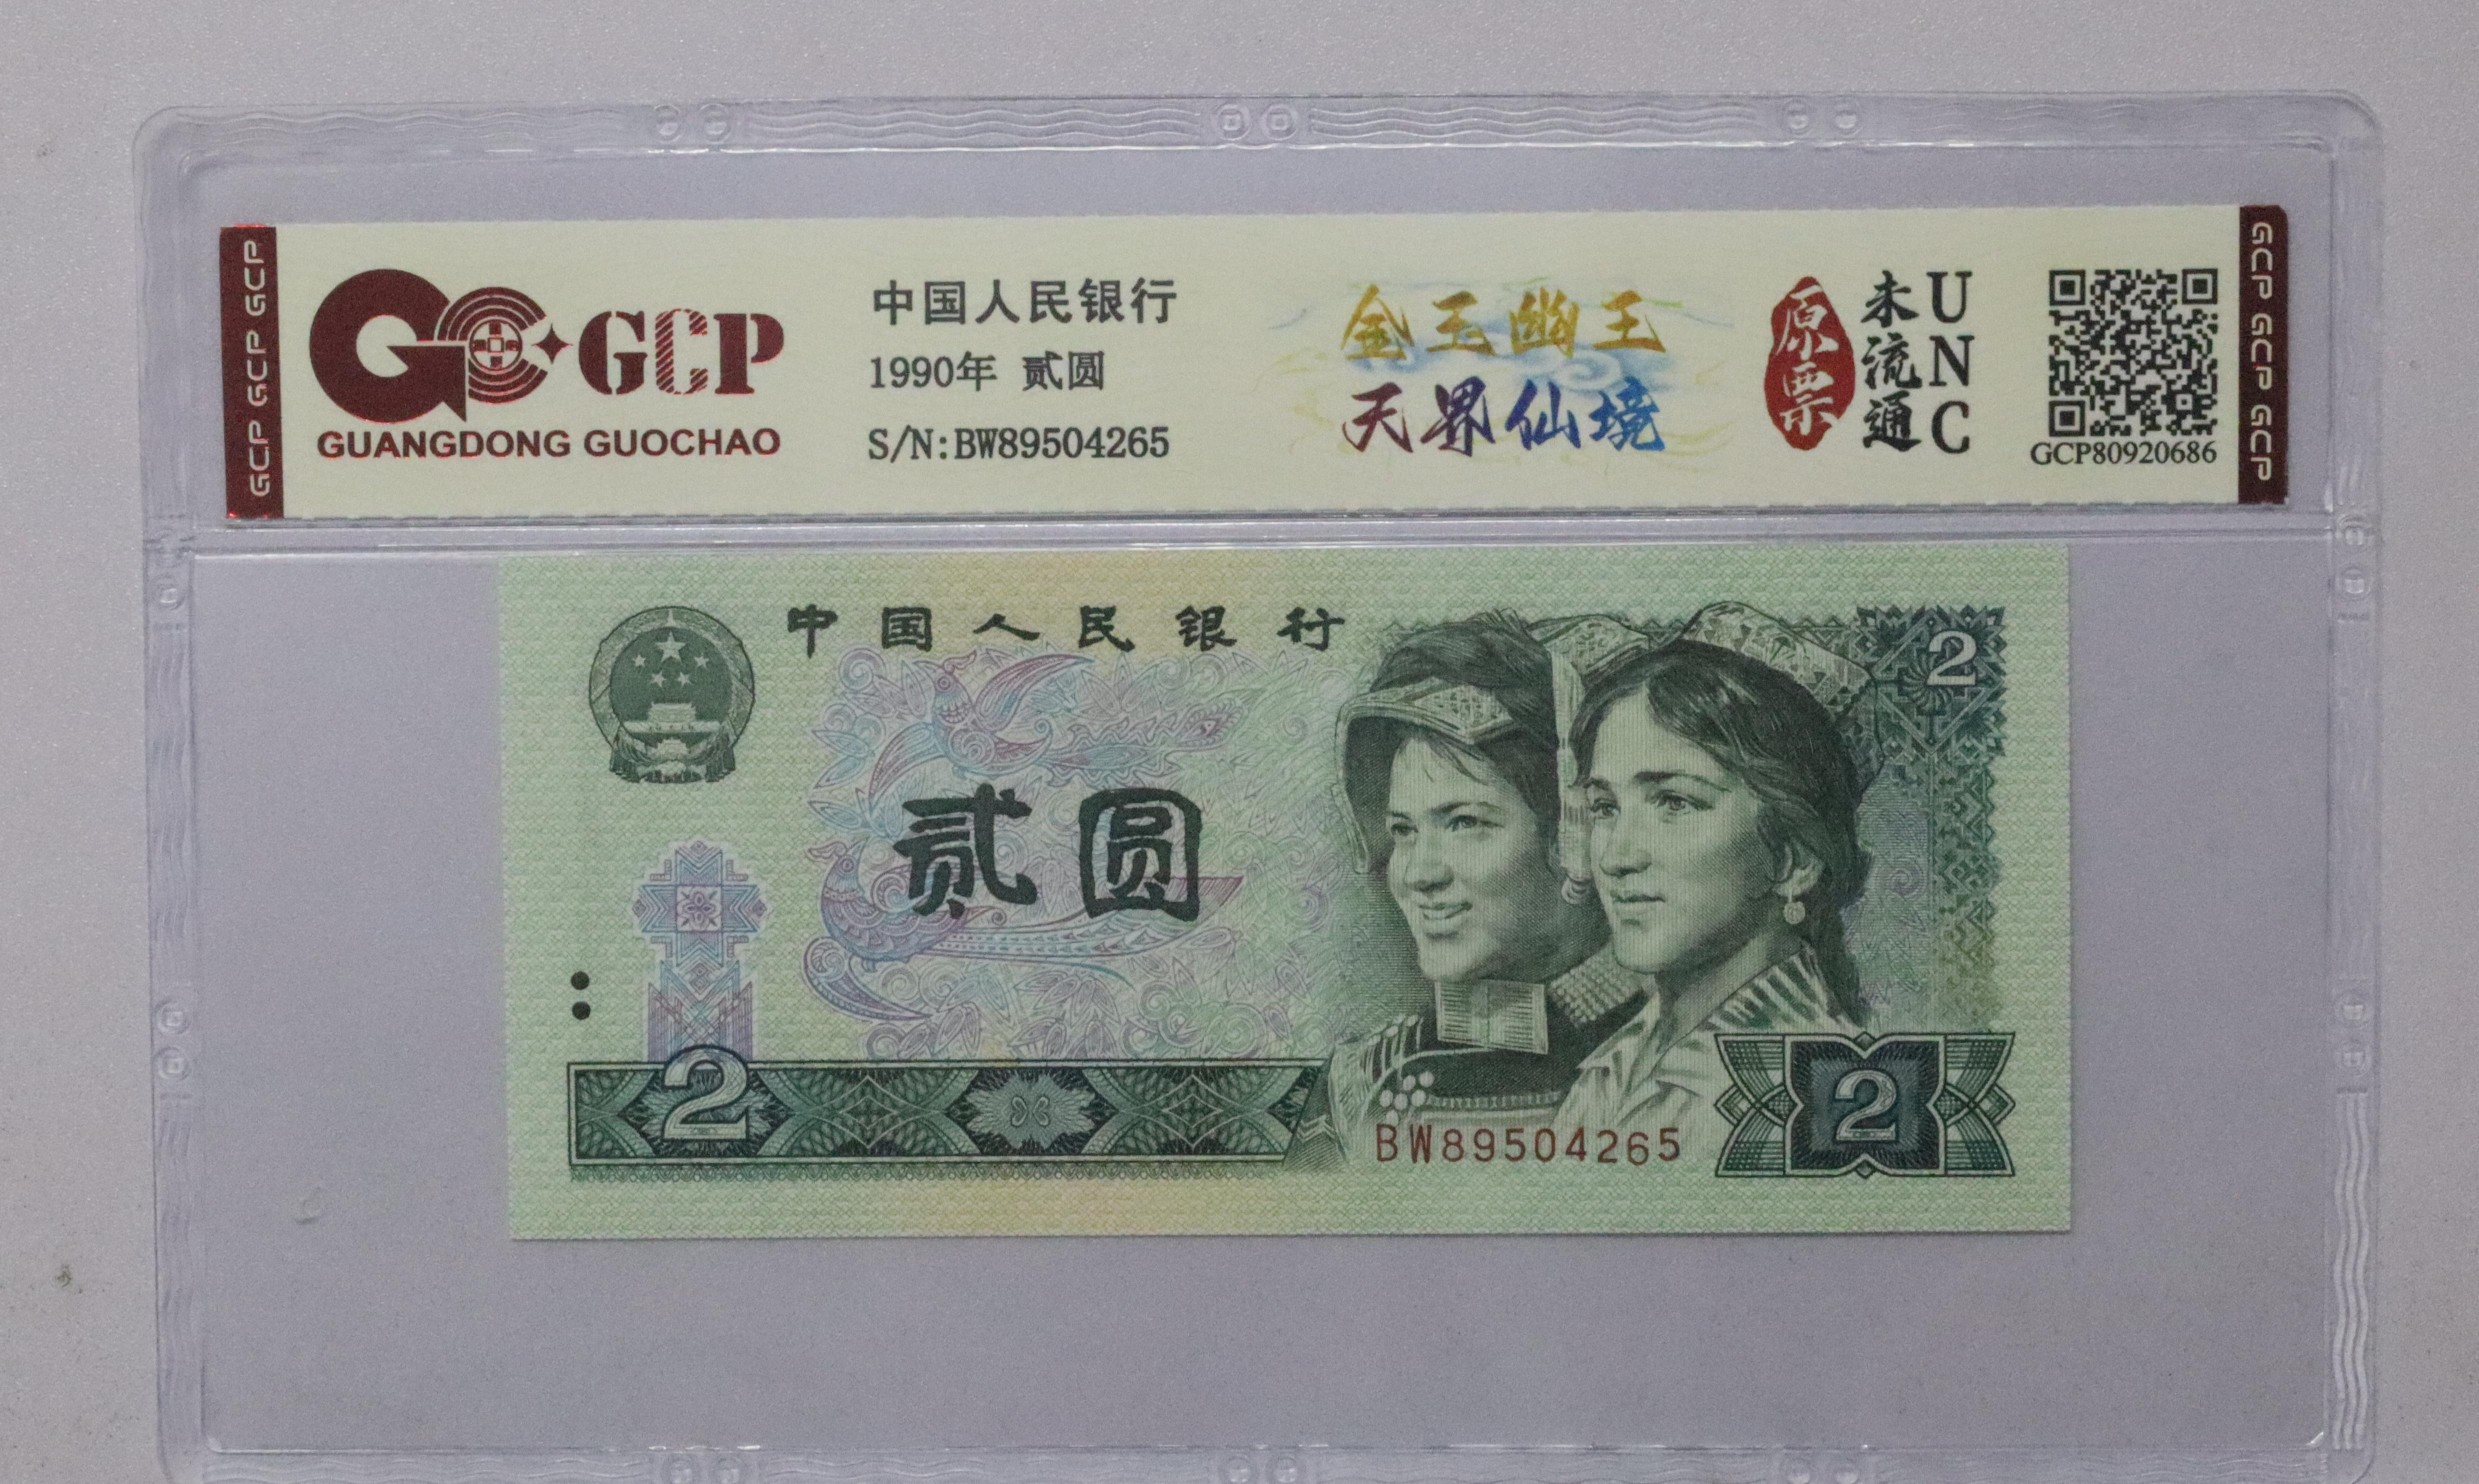 GCP GCP GCP
GCP
GUANGDONG GUOCHAO
中国人民银行
1990年 贰圆
S/N:BW89504265
金玉幽王
天界仙境
原票
未流通
UNC
GCP80920686
GCP GCP GCP
中国人民银行
2
贰圆
2
BW89504265
2